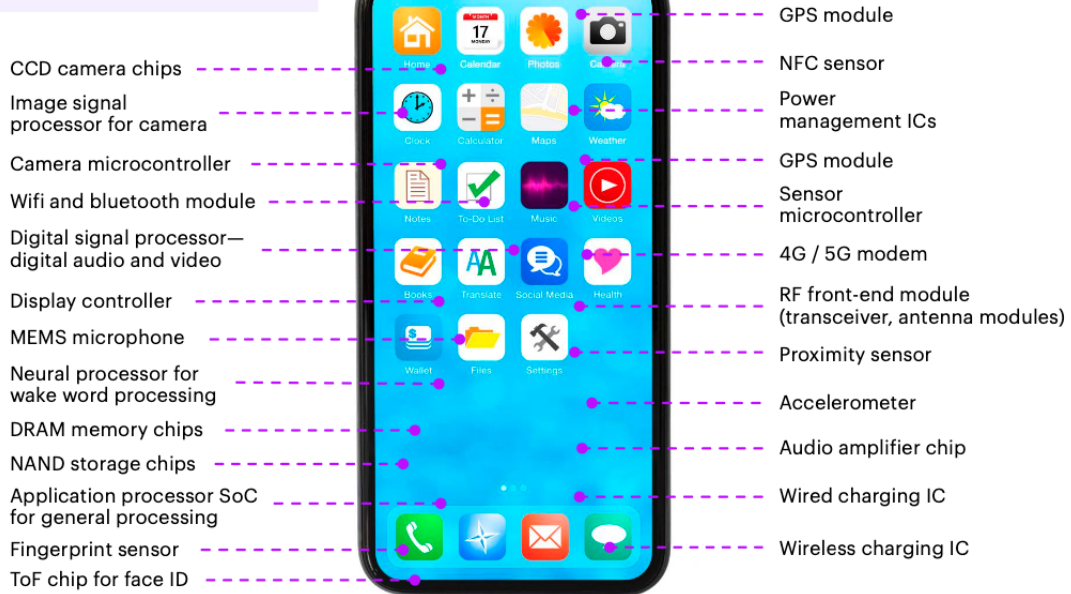 CCD camera chips
Image signal
processor for camera
Camera microcontroller
Wifi and bluetooth module
Digital signal processor—
digital audio and video
Display controller
MEMS microphone
Neural processor for
wake word processing
DRAM memory chips
NAND storage chips
Application processor SoC
for general processing
Fingerprint sensor
ToF chip for face ID
MONTH
17
MONDAY
Home
Calendar
Photos
Camera
Clock
Calculator
Maps
Weather
Notes
To-Do List
Music
Videos
AA
Books
Translate
Social Media
Health
$
Wallet
Files
Settings
GPS module
NFC sensor
Power
management ICs
GPS module
Sensor
microcontroller
4G / 5G modem
RF front-end module
(transceiver, antenna modules)
Proximity sensor
Accelerometer
Audio amplifier chip
Wired charging IC
Wireless charging IC